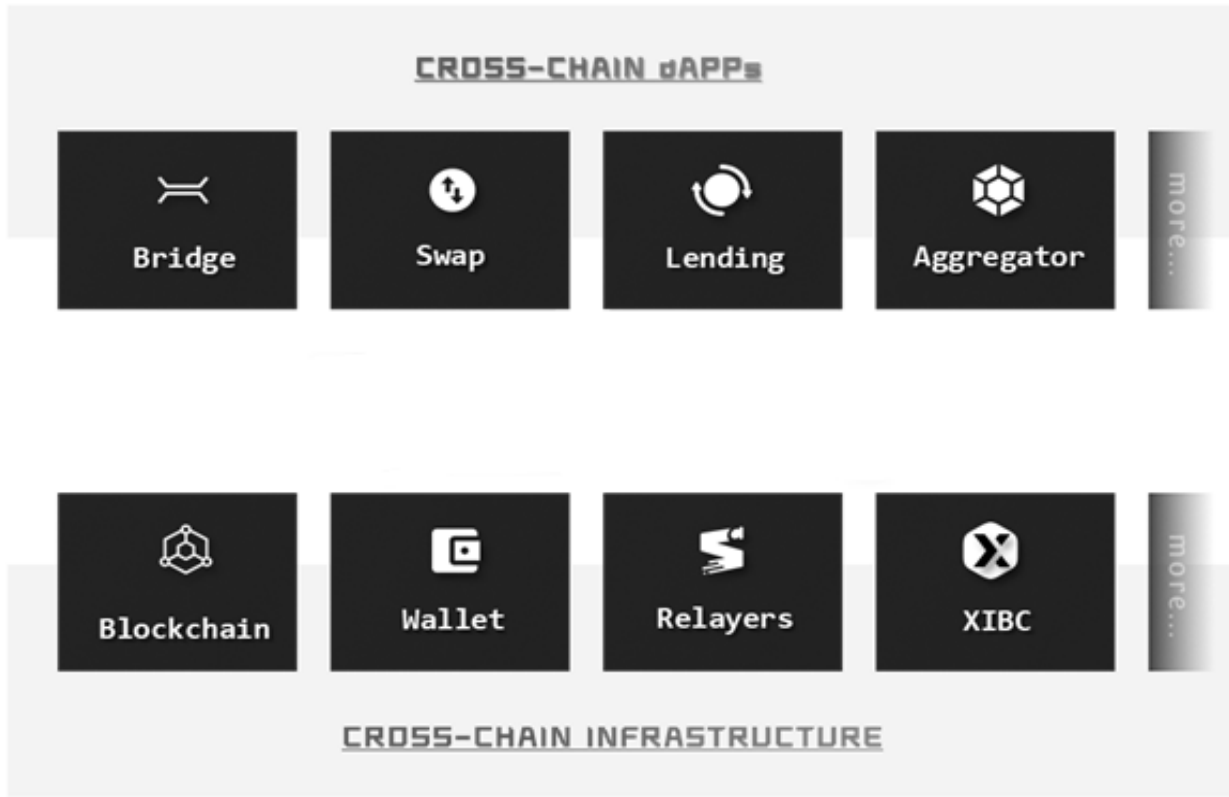 CROSS-CHAIN dAPPs
Bridge
Swap
Lending
Aggregator
more...
Blockchain
Wallet
Relayers
XIBC
more...
CROSS-CHAIN INFRASTRUCTURE